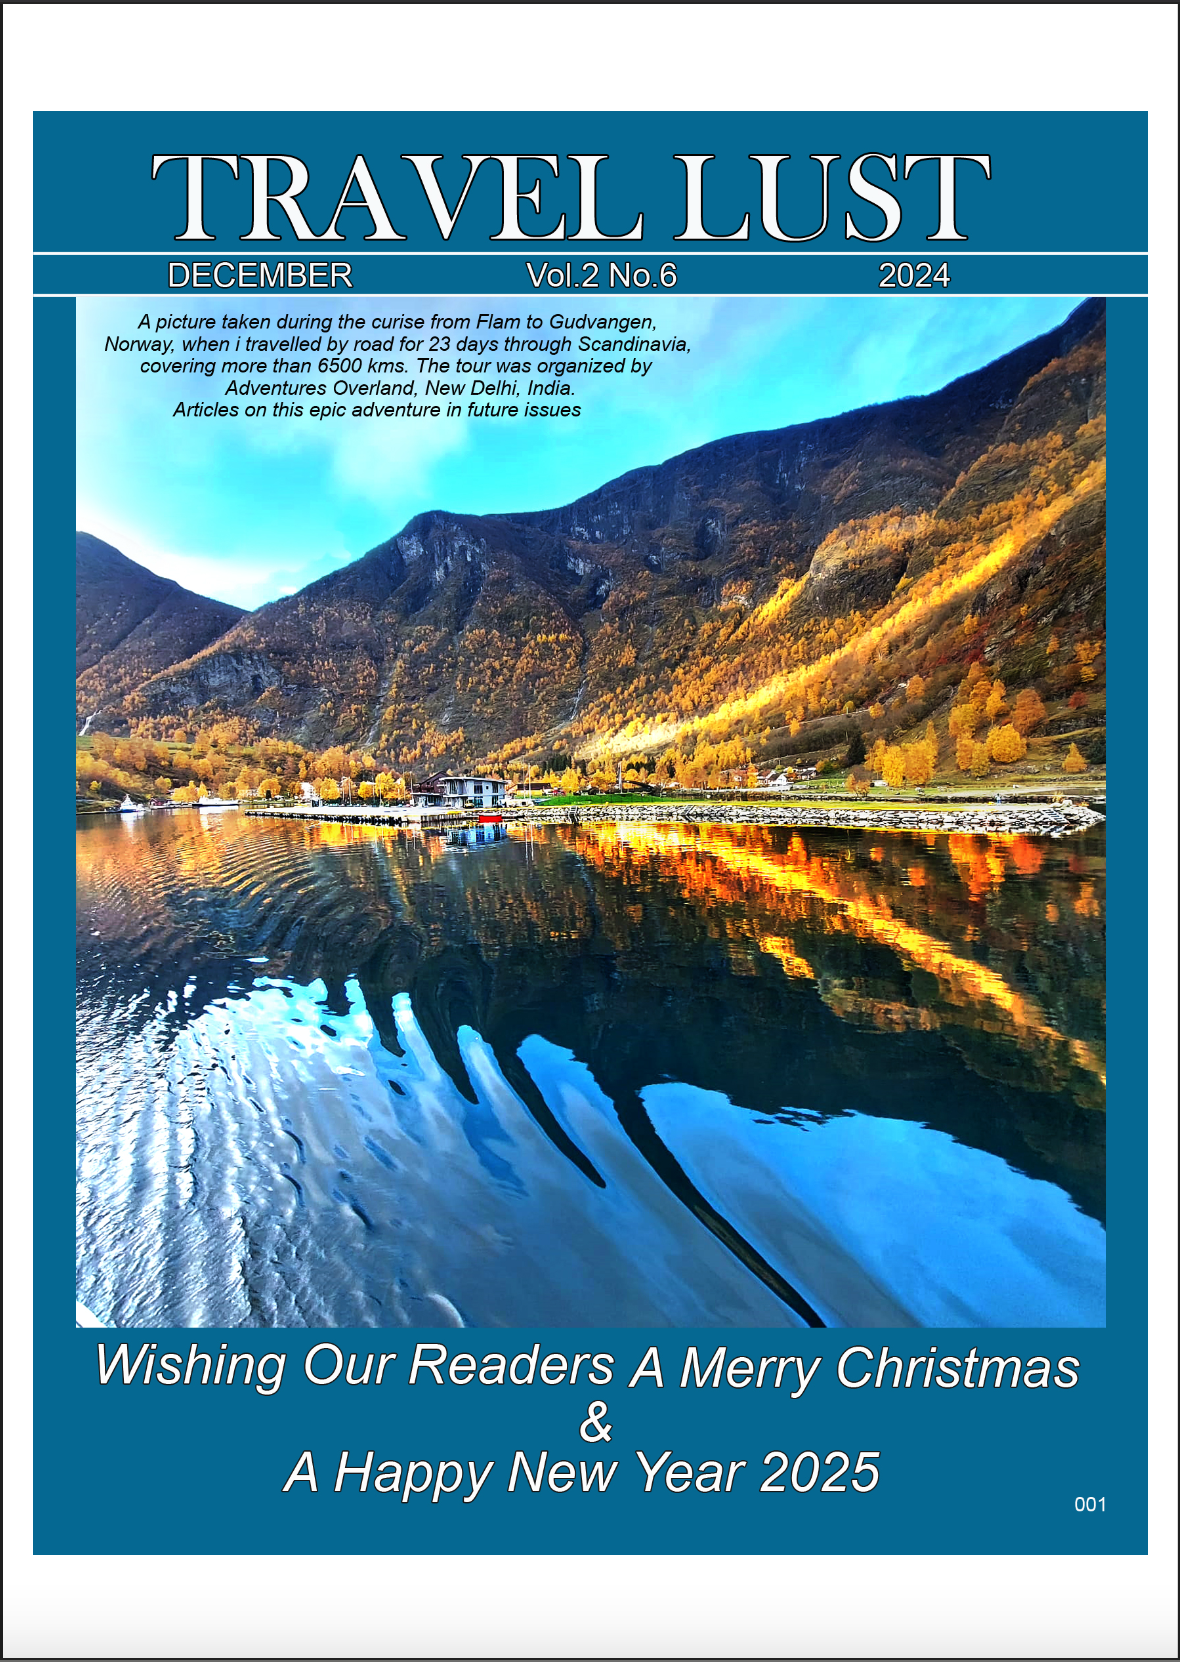 TRAVEL LUST
DECEMBER Vol.2 No.6 2024
A picture taken during the curise from Flam to Gudvangen,
Norway, when i travelled by road for 23 days through Scandinavia,
covering more than 6500 kms. The tour was organized by
Adventures Overland, New Delhi, India.
Articles on this epic adventure in future issues
Wishing Our Readers A Merry Christmas
&
A Happy New Year 2025
001